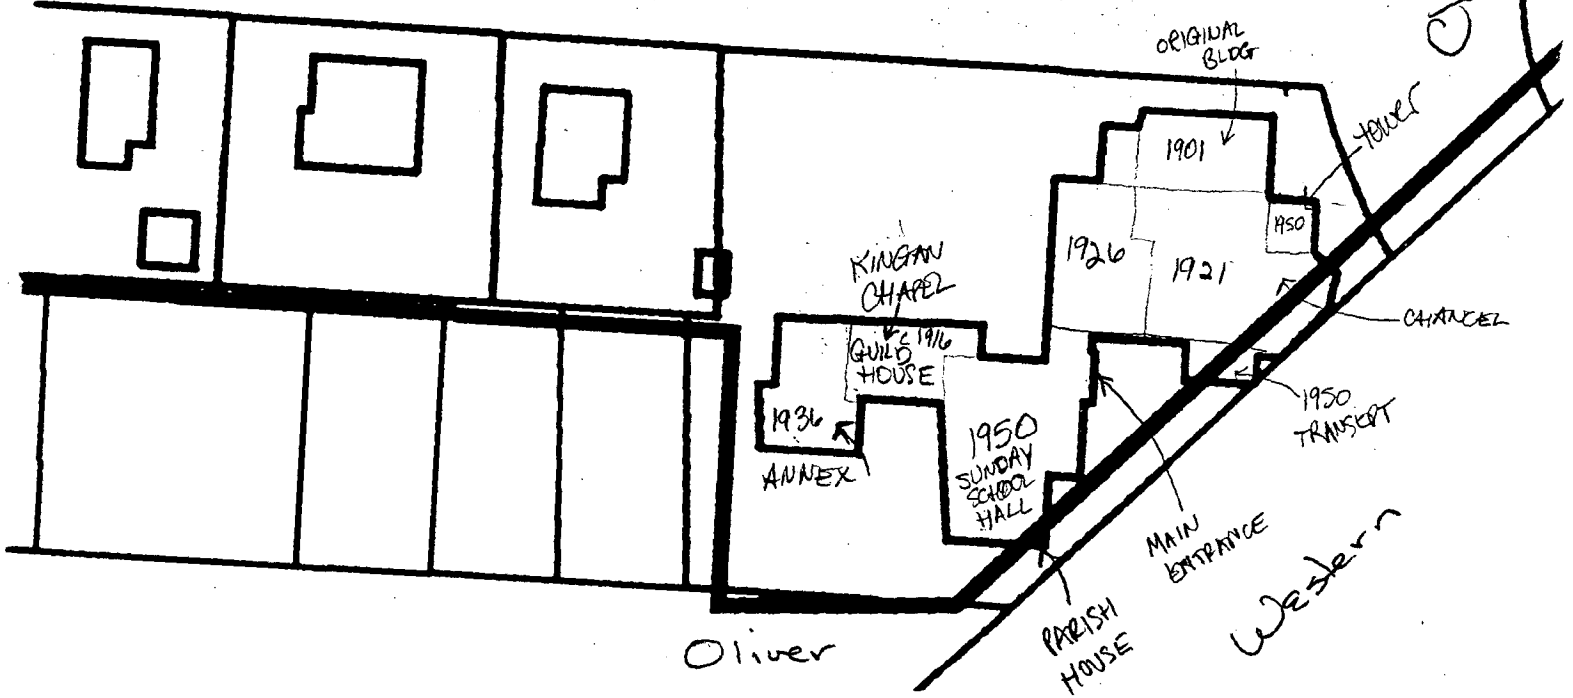 ORIGINAL
BLDG
TOWER
1901
1950
1926
1921
KINGAN
CHAPEL
CHANCEL
1916
GUILD
HOUSE
1936
ANNEX
1950
SUNDAY
SCHOOL
HALL
1950
TRANSEPT
MAIN
ENTRANCE
PARISH
HOUSE
Western
Oliver